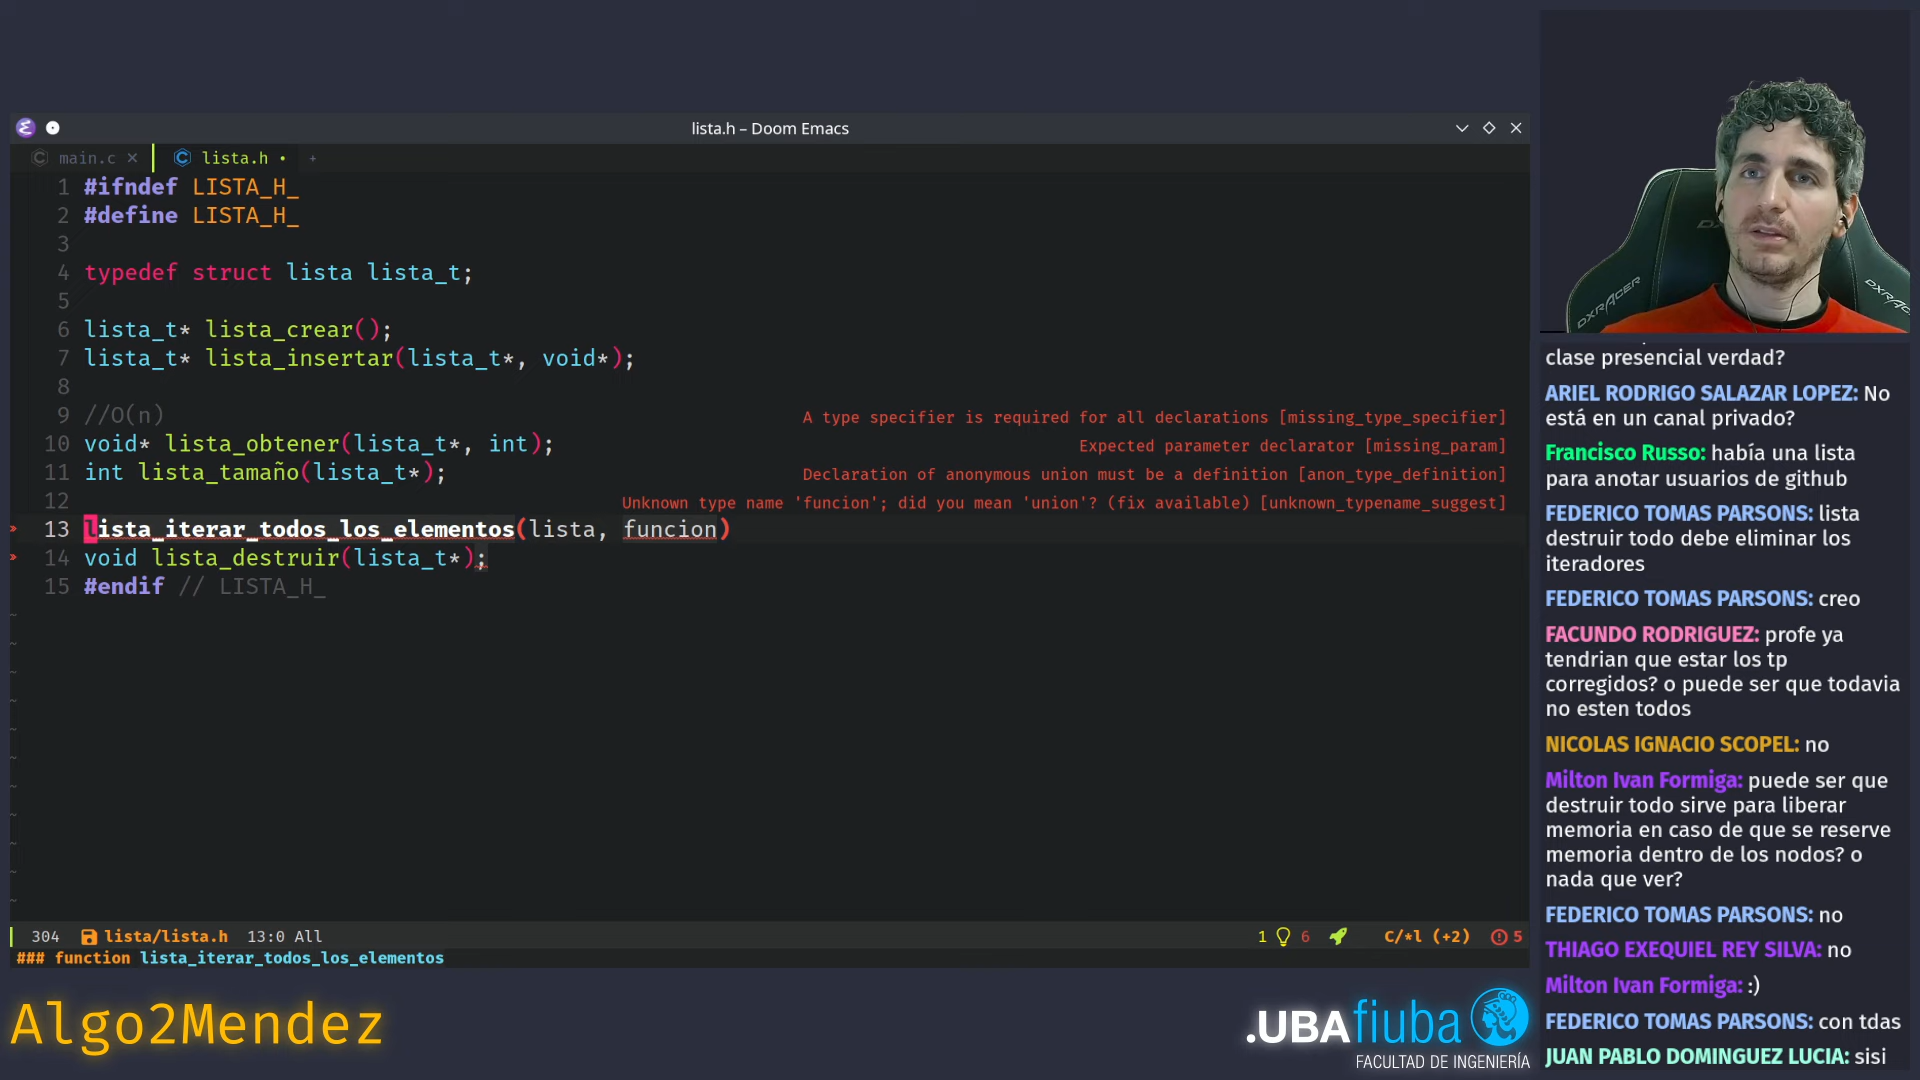 lista.h – Doom Emacs
main.c × lista.h • +
1 #ifndef LISTA_H_
2 #define LISTA_H_
3
4 typedef struct lista lista_t;
5
6 lista_t* lista_crear();
7 lista_t* lista_insertar(lista_t*, void*);
8
9 //O(n)
A type specifier is required for all declarations [missing_type_specifier]
10 void* lista_obtener(lista_t*, int);
Expected parameter declarator [missing_param]
11 int lista_tamaño(lista_t*);
Declaration of anonymous union must be a definition [anon_type_definition]
12
Unknown type name 'funcion'; did you mean 'union'? (fix available) [unknown_typename_suggest]
13 lista_iterar_todos_los_elementos(lista, funcion)
14 void lista_destruir(lista_t*);
15 #endif // LISTA_H_
304 lista/lista.h 13:0 All
1 6 C/*l (+2) 5
### function lista_iterar_todos_los_elementos
Algo2Mendez
.UBAfiuba
FACULTAD DE INGENIERÍA
DXRACER
clase presencial verdad?
ARIEL RODRIGO SALAZAR LOPEZ: No
está en un canal privado?
Francisco Russo: había una lista
para anotar usuarios de github
FEDERICO TOMAS PARSONS: lista
destruir todo debe eliminar los
iteradores
FEDERICO TOMAS PARSONS: creo
FACUNDO RODRIGUEZ: profe ya
tendrian que estar los tp
corregidos? o puede ser que todavia
no esten todos
NICOLAS IGNACIO SCOPEL: no
Milton Ivan Formiga: puede ser que
destruir todo sirve para liberar
memoria en caso de que se reserve
memoria dentro de los nodos? o
nada que ver?
FEDERICO TOMAS PARSONS: no
THIAGO EXEQUIEL REY SILVA: no
Milton Ivan Formiga: :)
FEDERICO TOMAS PARSONS: con tdas
JUAN PABLO DOMINGUEZ LUCIA: sisi